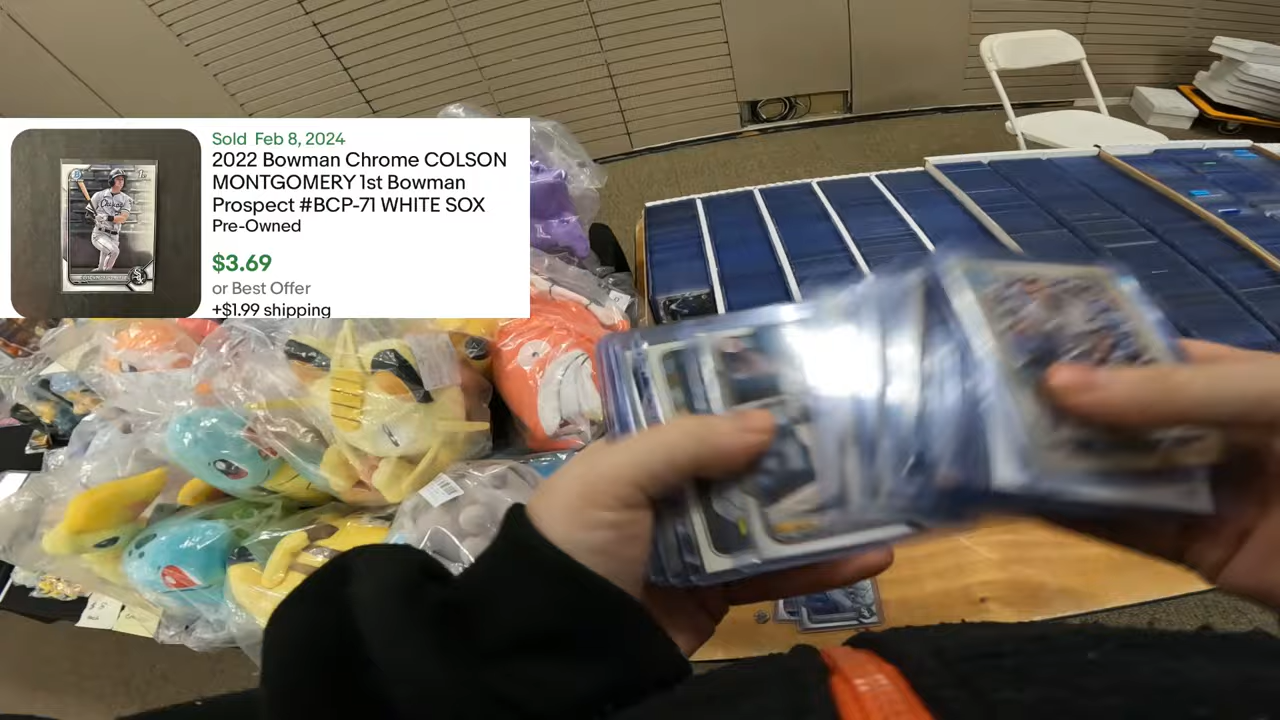 Sold Feb 8, 2024
2022 Bowman Chrome COLSON
MONTGOMERY 1st Bowman
Prospect #BCP-71 WHITE SOX
Pre-Owned
$3.69
or Best Offer
+$1.99 shipping